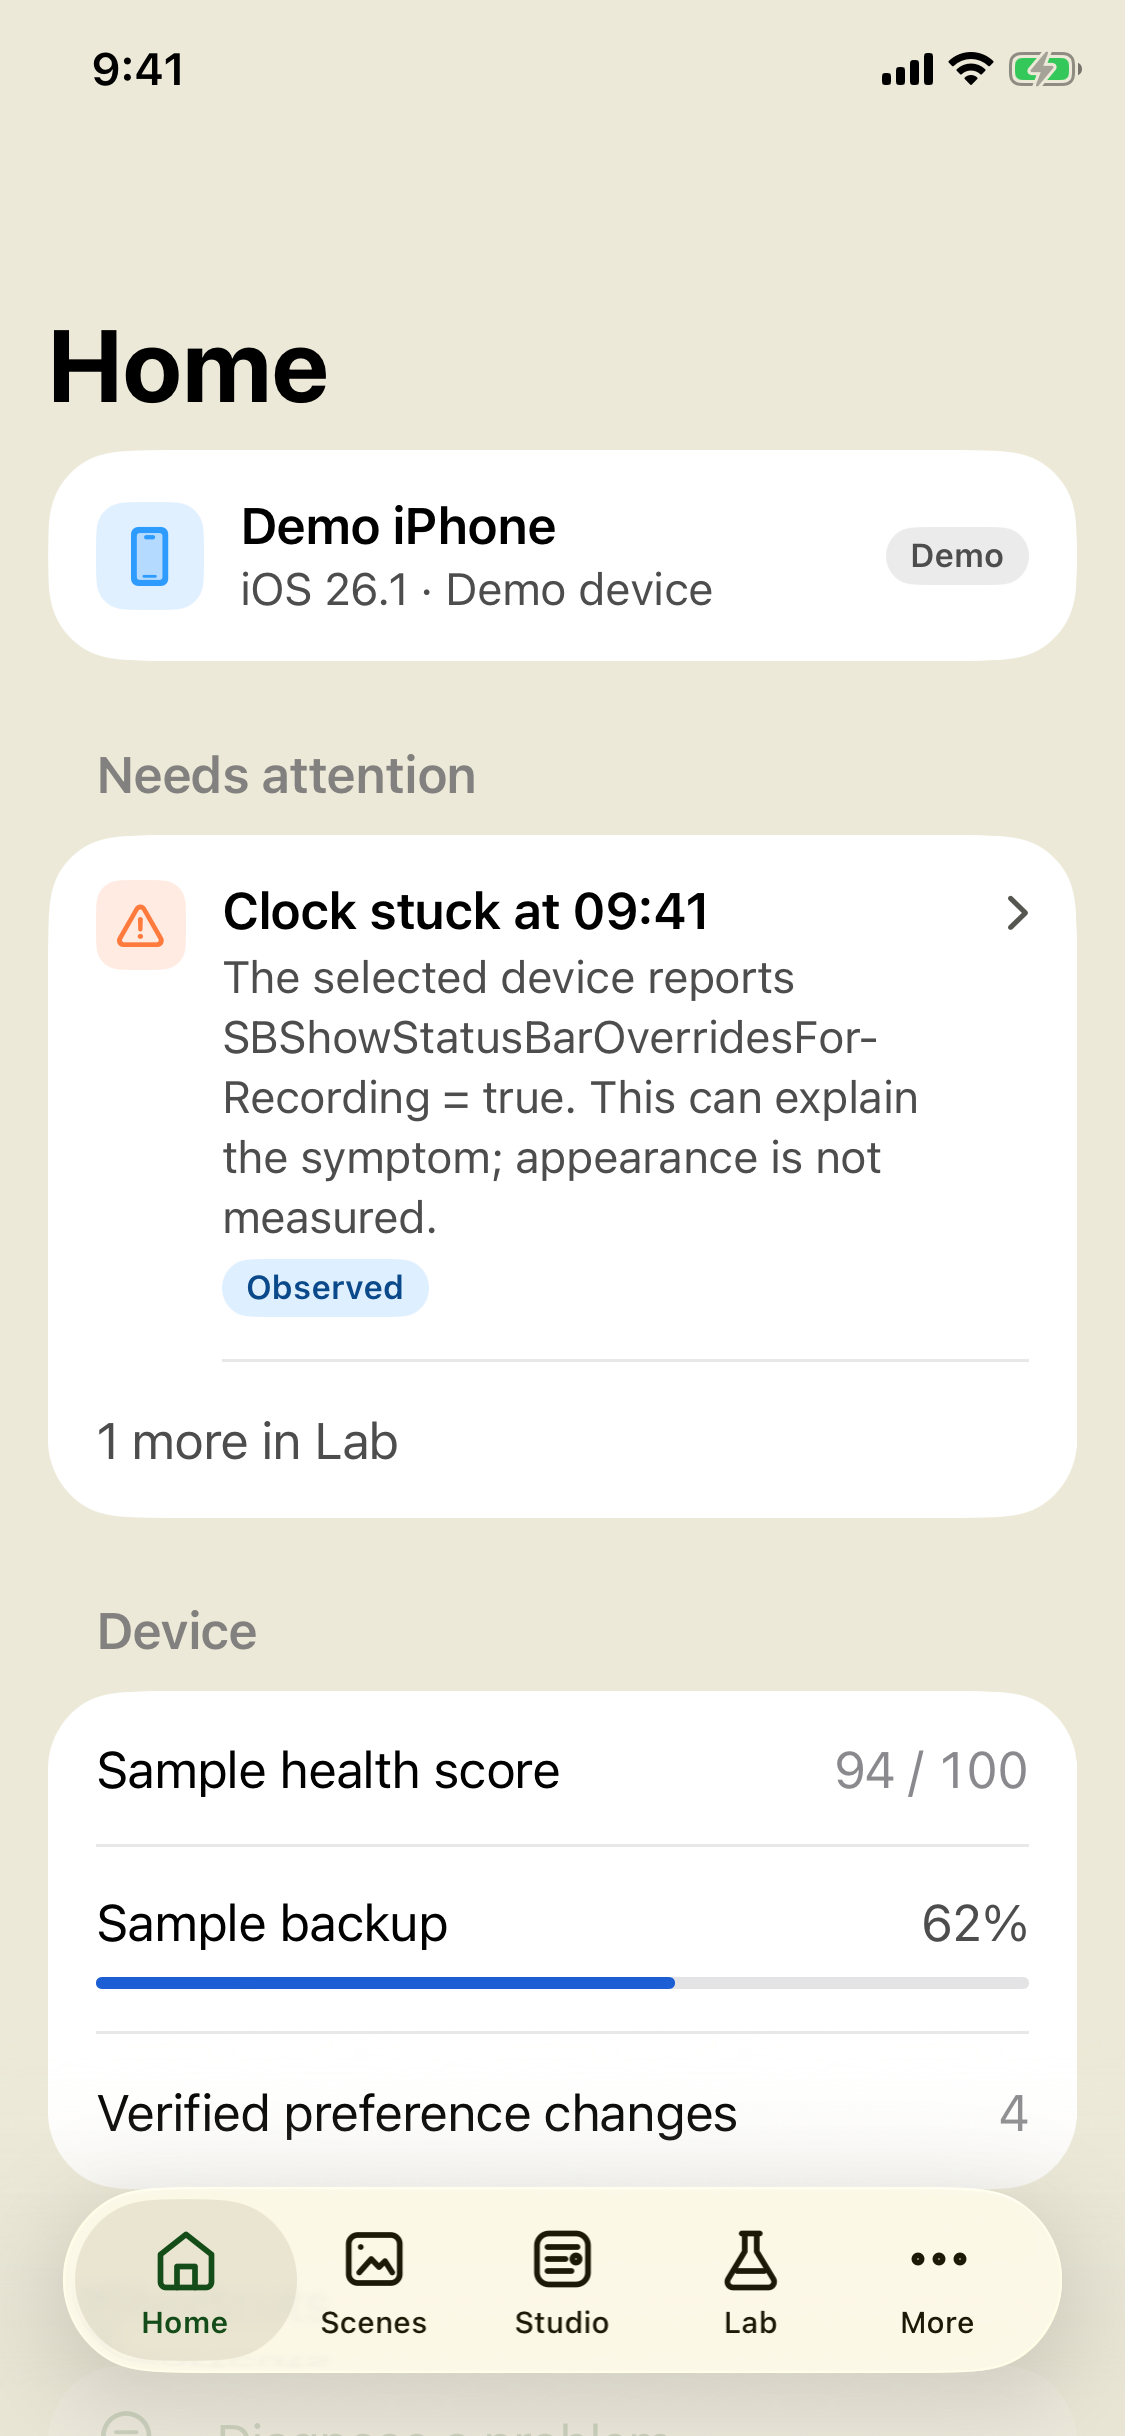 9:41
Home
Demo iPhone
iOS 26.1 · Demo device
Demo
Needs attention
Clock stuck at 09:41
The selected device reports
SBShowStatusBarOverridesFor-
Recording = true. This can explain
the symptom; appearance is not
measured.
Observed
1 more in Lab
Device
Sample health score
94 / 100
Sample backup
62%
Verified preference changes
4
Home
Scenes
Studio
Lab
More
Diagnose a problem